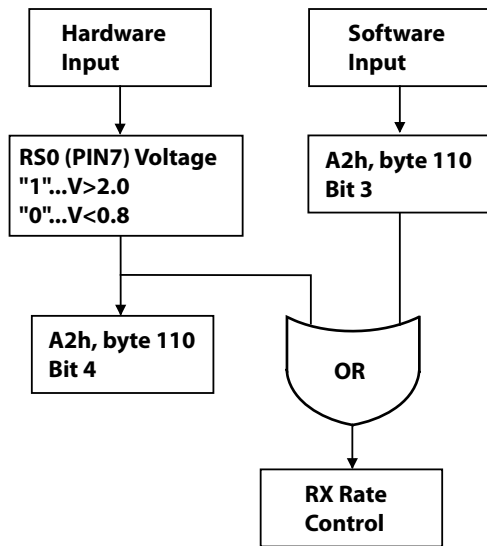 Hardware
Input
Software
Input
RS0 (PIN7) Voltage
"1"...V>2.0
"0"...V<0.8
A2h, byte 110
Bit 3
A2h, byte 110
Bit 4
OR
RX Rate
Control